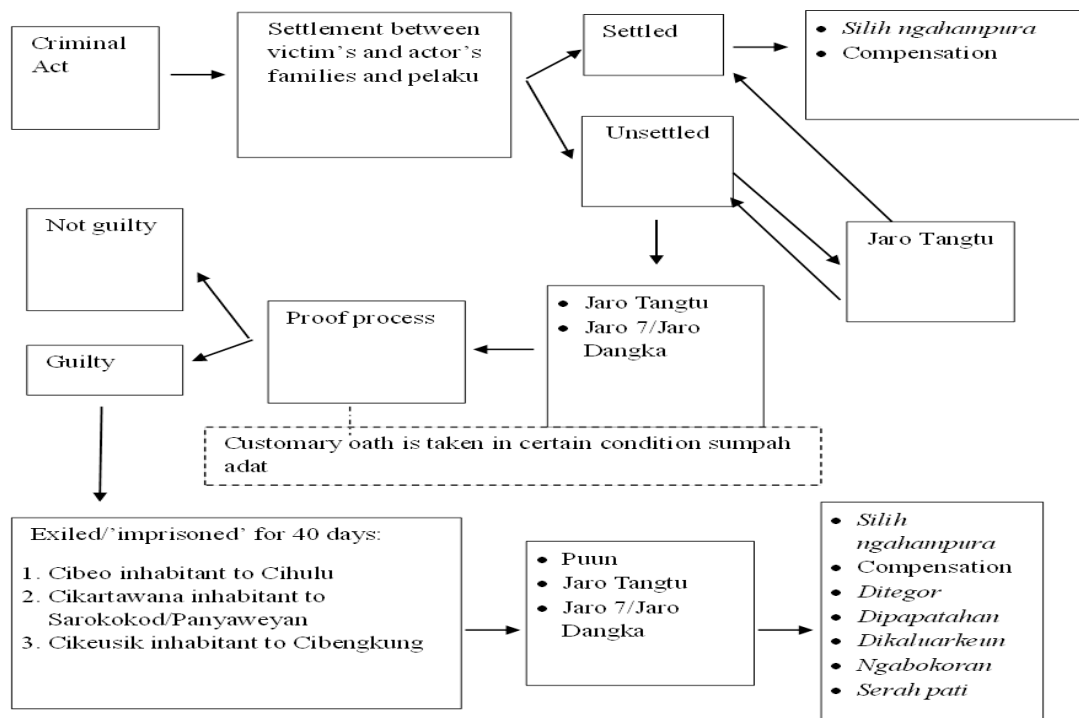 Criminal
Act
Settlement between
victim's and actor's
families and pelaku
Settled
• Silih ngahampura
• Compensation
Unsettled
Jaro Tangtu
Not guilty
Guilty
Proof process
• Jaro Tangtu
• Jaro 7/Jaro
Dangka
Customary oath is taken in certain condition sumpah
adat
Exiled/'imprisoned' for 40 days:
1. Cibeo inhabitant to Cihulu
2. Cikartawana inhabitant to
Sarokokod/Panyaweyan
3. Cikeusik inhabitant to Cibengkung
• Puun
• Jaro Tangtu
• Jaro 7/Jaro
Dangka
• Silih
ngahampura
• Compensation
• Ditegor
• Dipapatahan
• Dikaluarkeun
• Ngabokoran
• Serah pati